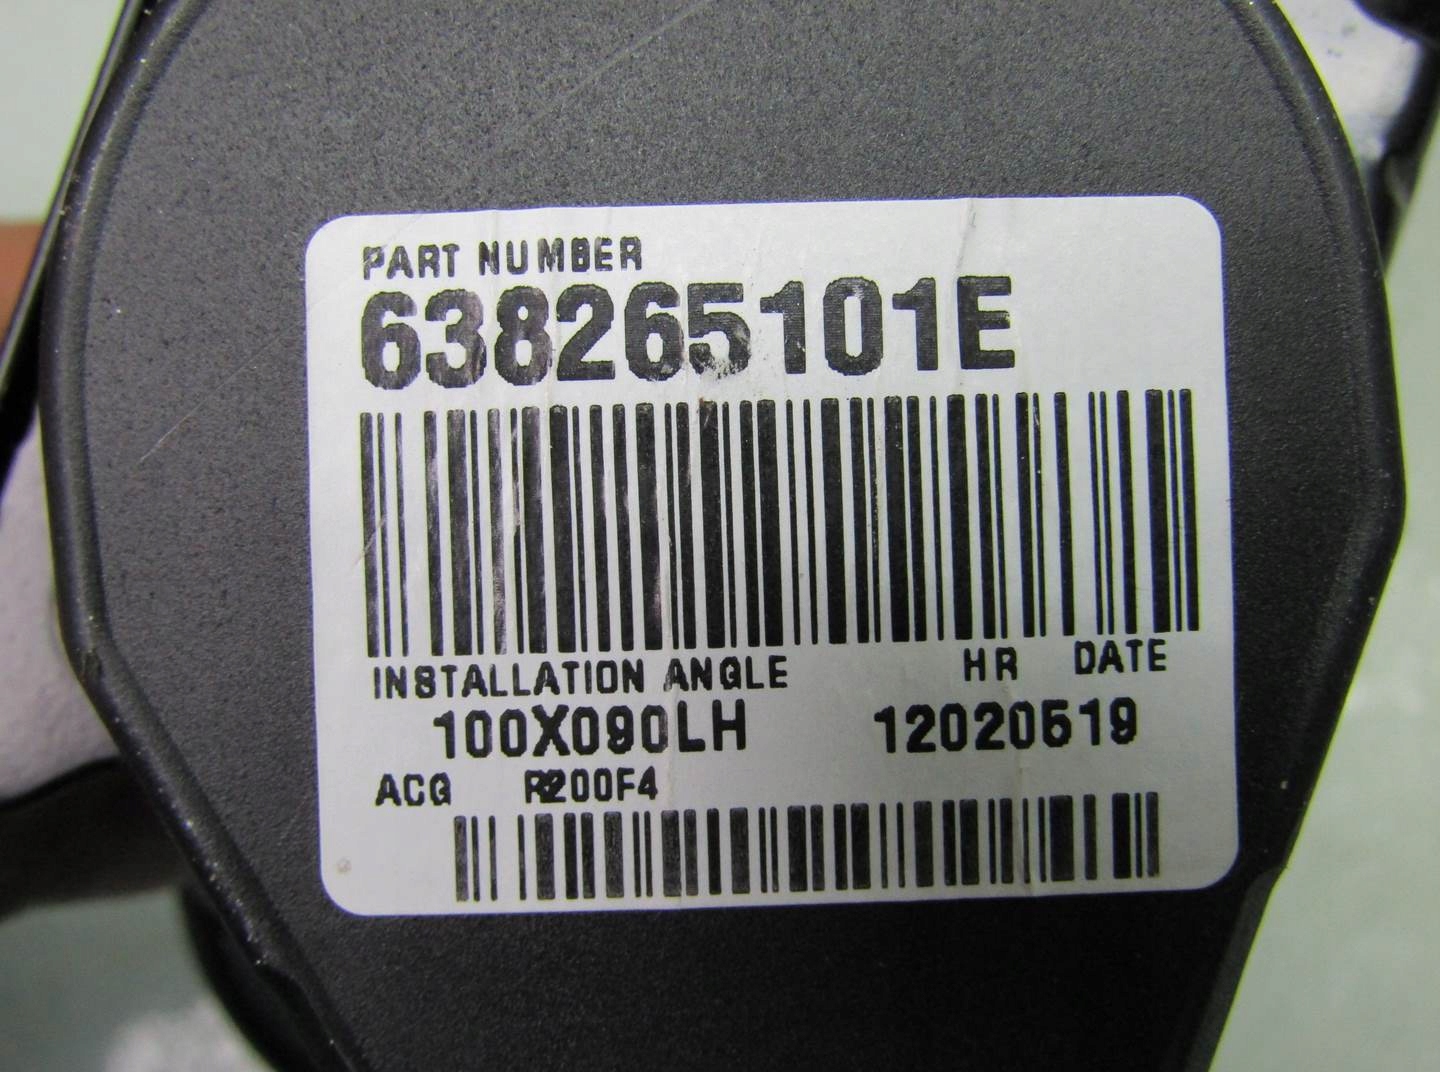 PART NUMBER
638265101E
INSTALLATION ANGLE HR DATE
100X090LH 12020519
ACG R200F4